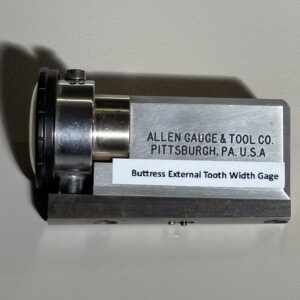 ALLEN GAUGE & TOOL CO.
PITTSBURGH, PA. U.S.A
Buttress External Tooth Width Gage